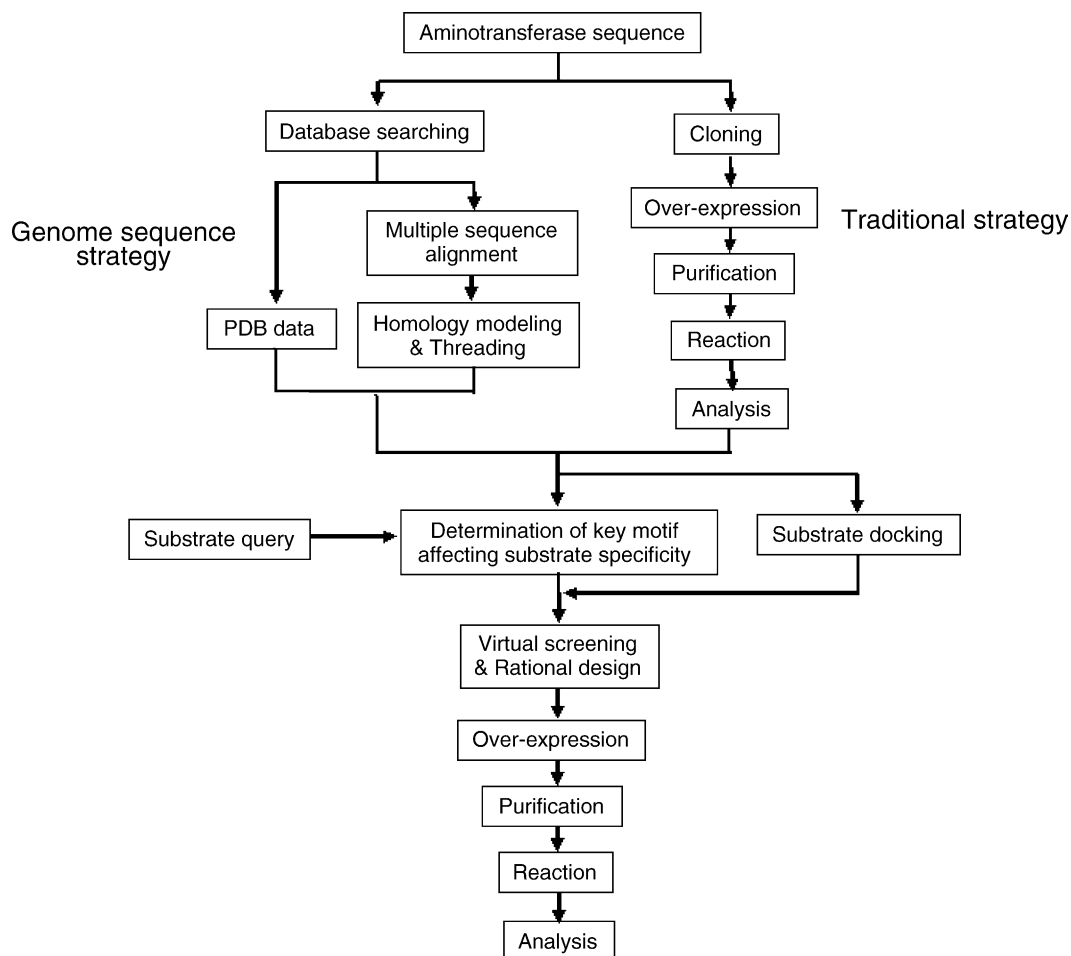 Aminotransferase sequence
Database searching
Cloning
Genome sequence
strategy
Multiple sequence
alignment
Over-expression
Traditional strategy
Purification
PDB data
Homology modeling
& Threading
Reaction
Analysis
Substrate query
Determination of key motif
affecting substrate specificity
Substrate docking
Virtual screening
& Rational design
Over-expression
Purification
Reaction
Analysis